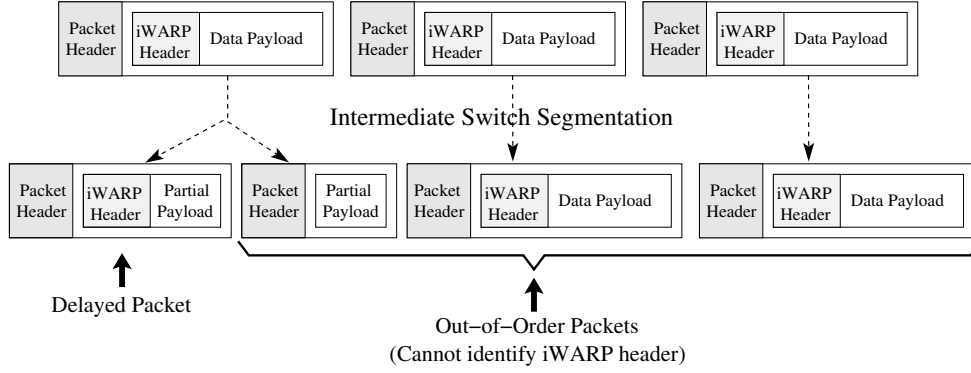 Packet
Header
iWARP
Header
Data Payload
Packet
Header
iWARP
Header
Data Payload
Packet
Header
iWARP
Header
Data Payload
Intermediate Switch Segmentation
Packet
Header
iWARP
Header
Partial
Payload
Packet
Header
Partial
Payload
Packet
Header
iWARP
Header
Data Payload
Packet
Header
iWARP
Header
Data Payload
Delayed Packet
Out−of−Order Packets
(Cannot identify iWARP header)